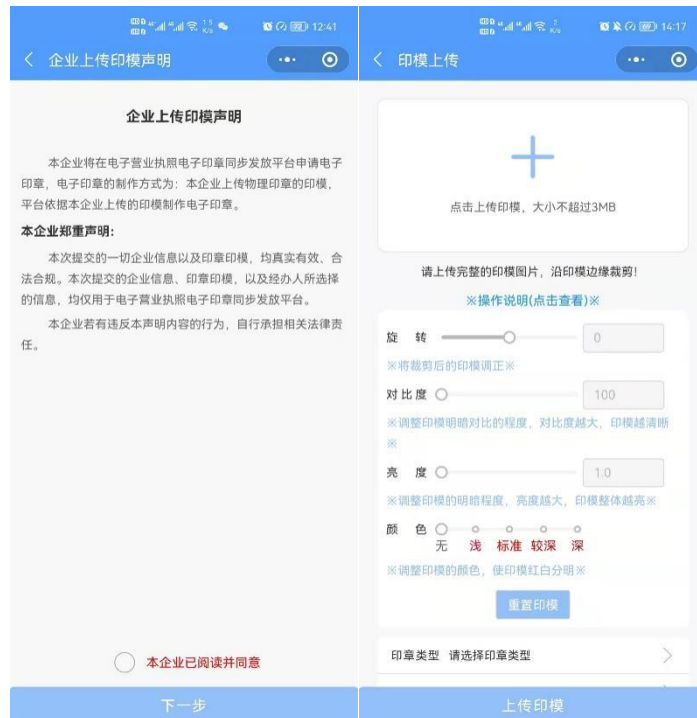 12:41
企业上传印模声明
企业上传印模声明
本企业将在电子营业执照电子印章同步发放平台申请电子
印章，电子印章的制作方式为：本企业上传物理印章的印模，
平台依据本企业上传的印模制作电子印章。
本企业郑重声明：
本次提交的一切企业信息以及印章印模，均真实有效、合
法合规。本次提交的企业信息、印章印模，以及经办人所选择
的信息，均仅用于电子营业执照电子印章同步发放平台。
本企业若有违反本声明内容的行为，自行承担相关法律责
任。
本企业已阅读并同意
下一步
14:17
印模上传
点击上传印模，大小不超过3MB
请上传完整的印模图片，沿印模边缘裁剪！
※操作说明(点击查看)※
旋 转 0
※将裁剪后的印模调正※
对比度 100
※调整印模明暗对比的程度，对比度越大，印模越清晰
※
亮 度 1.0
※调整印模的明暗程度，亮度越大，印模整体越亮※
颜 色
无 浅 标准 较深 深
※调整印模的颜色，使印模红白分明※
重置印模
印章类型 请选择印章类型
上传印模